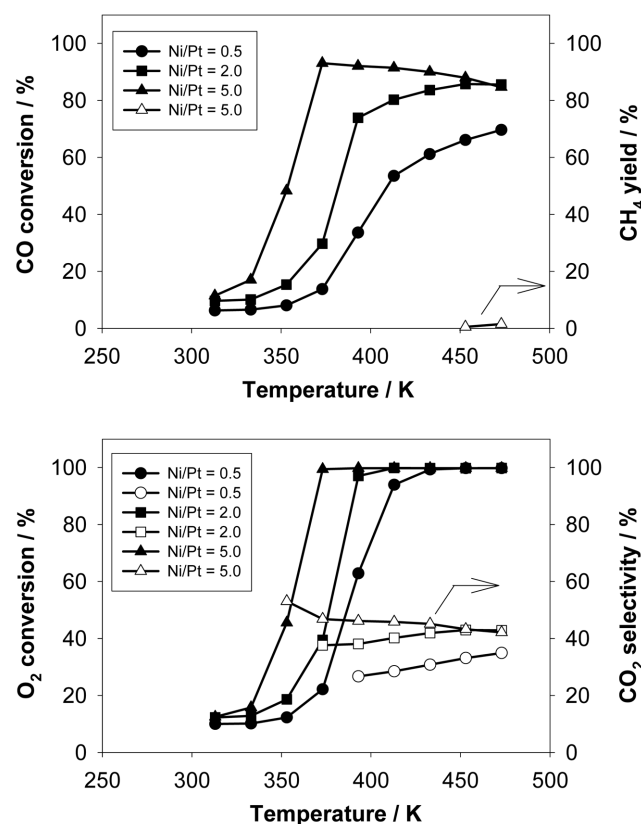 100
80
60
40
20
0
CO conversion / %
Ni/Pt = 0.5
Ni/Pt = 2.0
Ni/Pt = 5.0
Ni/Pt = 5.0
100
80
60
40
20
0
CH4 yield / %
250 300 350 400 450 500
Temperature / K
100
80
60
40
20
0
O2 conversion / %
Ni/Pt = 0.5
Ni/Pt = 0.5
Ni/Pt = 2.0
Ni/Pt = 2.0
Ni/Pt = 5.0
Ni/Pt = 5.0
100
80
60
40
20
0
CO2 selectivity / %
250 300 350 400 450 500
Temperature / K